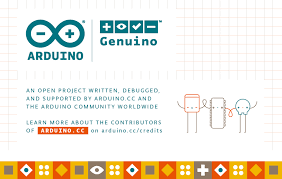 ARDUINO
Genuino
AN OPEN PROJECT WRITTEN, DEBUGGED,
AND SUPPORTED BY ARDUINO.CC AND
THE ARDUINO COMMUNITY WORLDWIDE
LEARN MORE ABOUT THE CONTRIBUTORS
OF ARDUINO.CC on arduino.cc/credits